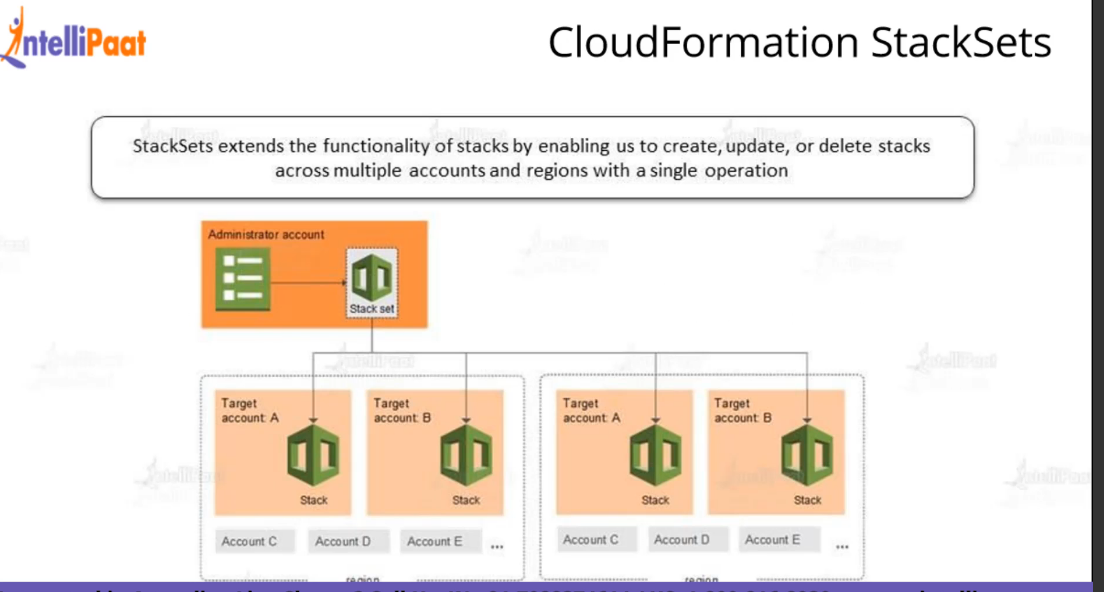 IntelliPaat
CloudFormation StackSets
StackSets extends the functionality of stacks by enabling us to create, update, or delete stacks
across multiple accounts and regions with a single operation
Administrator account
Stack set
Target
account: A
Stack
Target
account: B
Stack
Target
account: A
Stack
Target
account: B
Stack
Account C
Account D
Account E
...
Account C
Account D
Account E
...
region
region